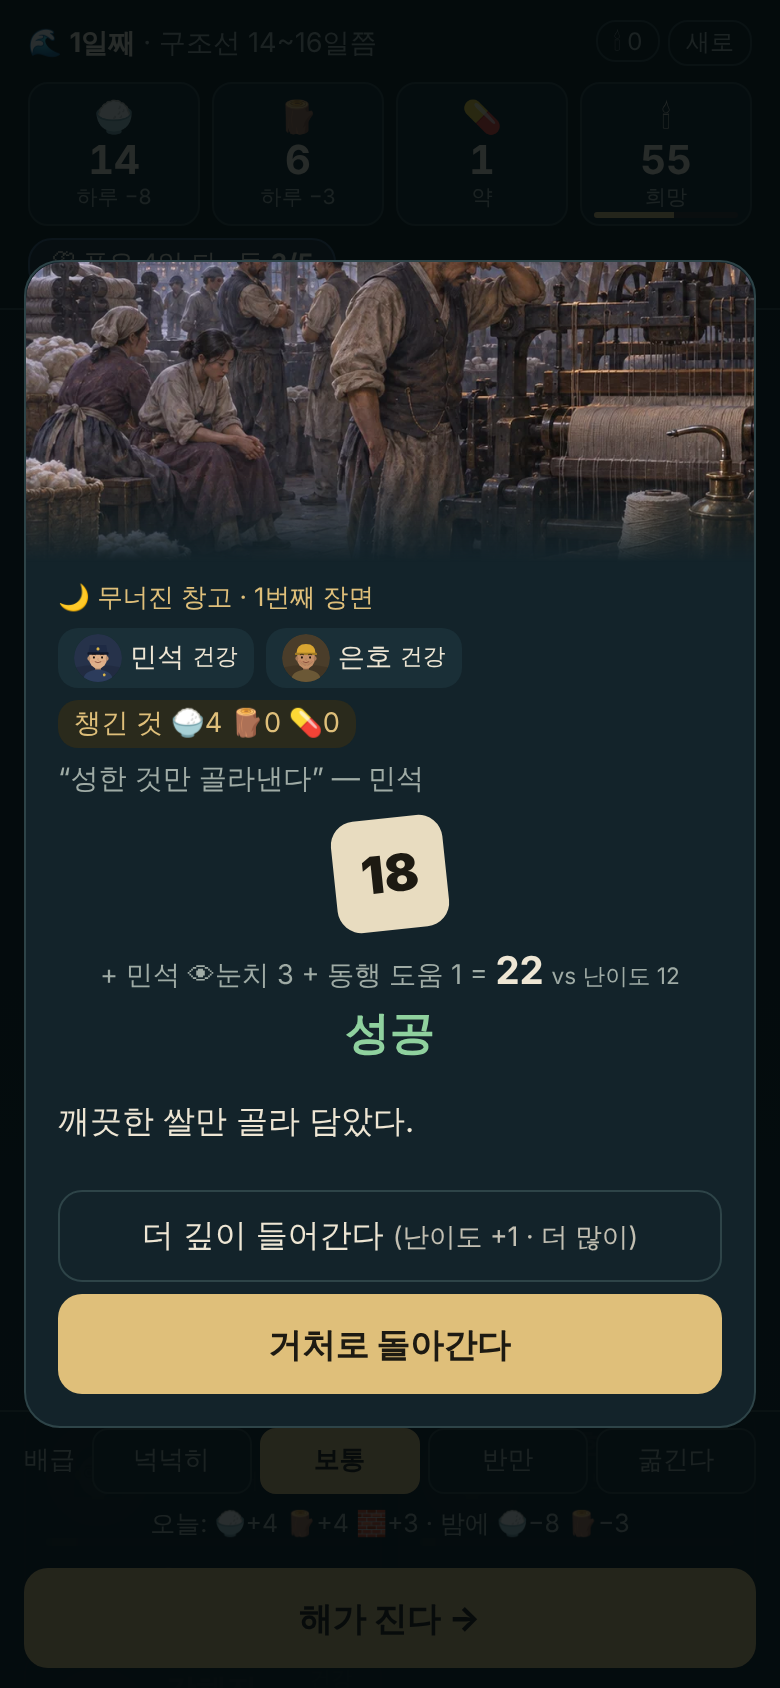 1일째 · 구조선 14~16일쯤
0 새로
14
하루 −8
6
하루 −3
1
약
55
희망
무너진 창고 · 1번째 장면
민석 건강
은호 건강
챙긴 것 4 0 0
“성한 것만 골라낸다” — 민석
18
+ 민석 눈치 3 + 동행 도움 1 = 22 vs 난이도 12
성공
깨끗한 쌀만 골라 담았다.
더 깊이 들어간다 (난이도 +1 · 더 많이)
거처로 돌아간다
배급 넉넉히 보통 반만 굶긴다
오늘: +4 +4 +3 · 밤에 −8 −3
해가 진다 →